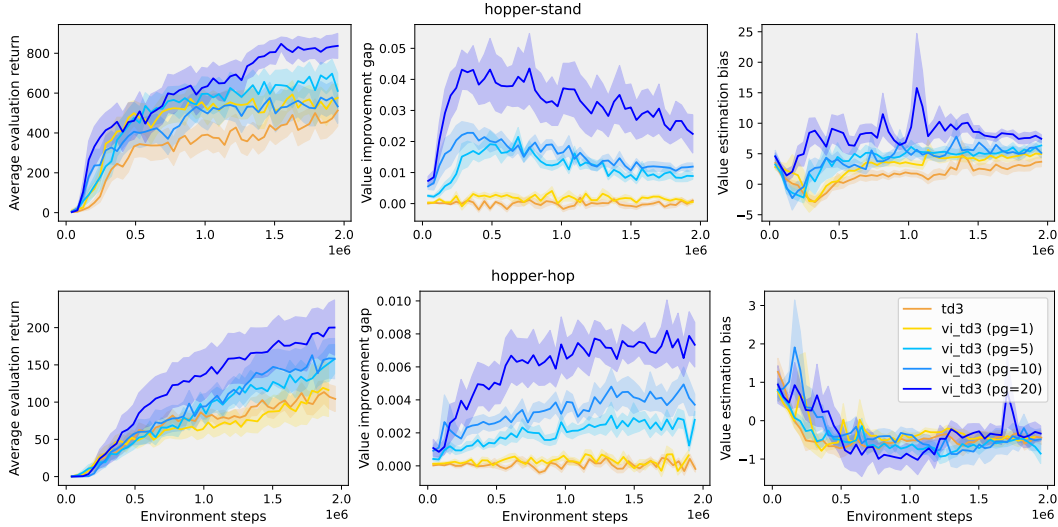 hopper-stand
Average evaluation return
800
600
400
200
0
0.0 0.5 1.0 1.5 2.0
1e6
Value improvement gap
0.05
0.04
0.03
0.02
0.01
0.00
0.0 0.5 1.0 1.5 2.0
1e6
Value estimation bias
25
20
15
10
5
0
−5
0.0 0.5 1.0 1.5 2.0
1e6
hopper-hop
Average evaluation return
200
150
100
50
0
0.0 0.5 1.0 1.5 2.0
Environment steps 1e6
Value improvement gap
0.010
0.008
0.006
0.004
0.002
0.000
0.0 0.5 1.0 1.5 2.0
Environment steps 1e6
Value estimation bias
3
2
1
0
−1
0.0 0.5 1.0 1.5 2.0
Environment steps 1e6
td3
vi_td3 (pg=1)
vi_td3 (pg=5)
vi_td3 (pg=10)
vi_td3 (pg=20)